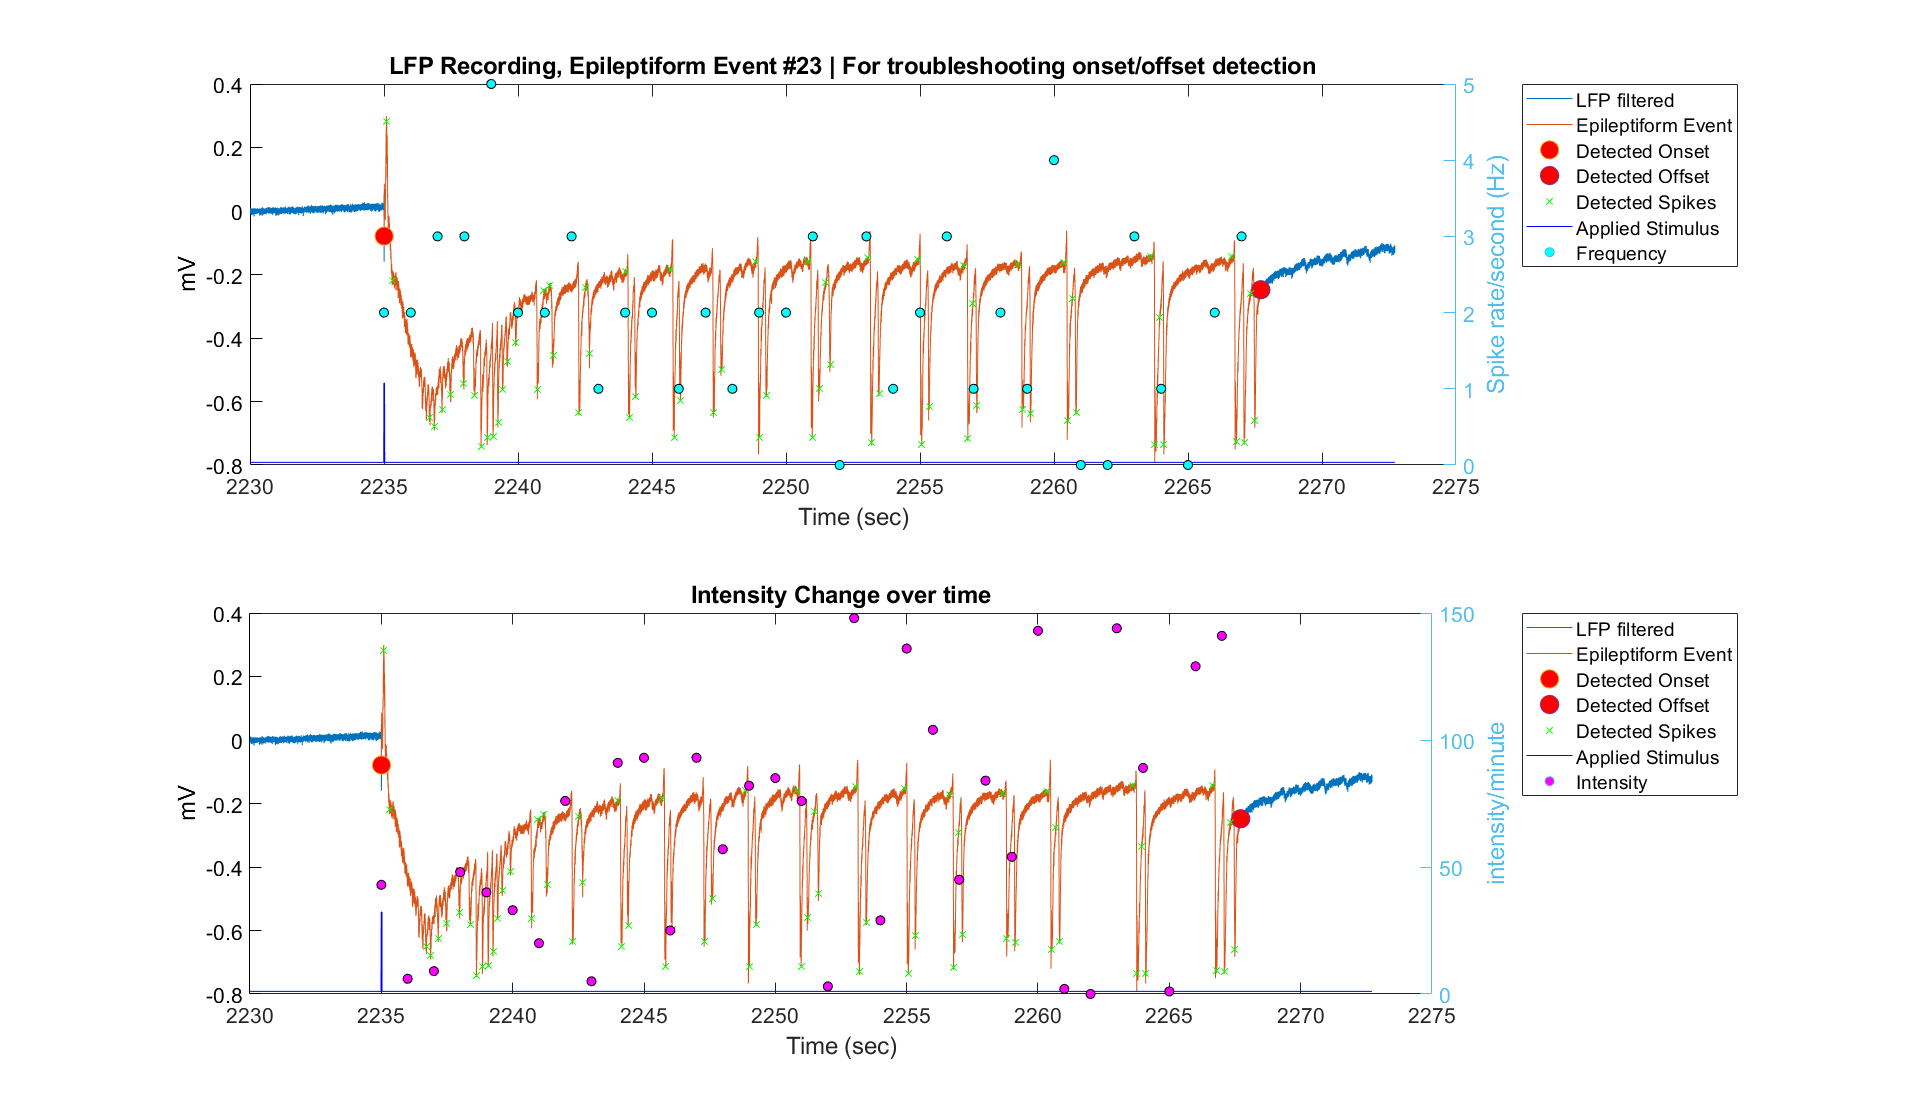 LFP Recording, Epileptiform Event #23 | For troubleshooting onset/offset detection
0.4
0.2
0
-0.2
-0.4
-0.6
-0.8
mV
5
4
3
2
1
0
Spike rate/second (Hz)
2230 2235 2240 2245 2250 2255 2260 2265 2270 2275
Time (sec)
LFP filtered
Epileptiform Event
Detected Onset
Detected Offset
Detected Spikes
Applied Stimulus
Frequency
Intensity Change over time
0.4
0.2
0
-0.2
-0.4
-0.6
-0.8
mV
150
100
50
0
intensity/minute
2230 2235 2240 2245 2250 2255 2260 2265 2270 2275
Time (sec)
LFP filtered
Epileptiform Event
Detected Onset
Detected Offset
Detected Spikes
Applied Stimulus
Intensity